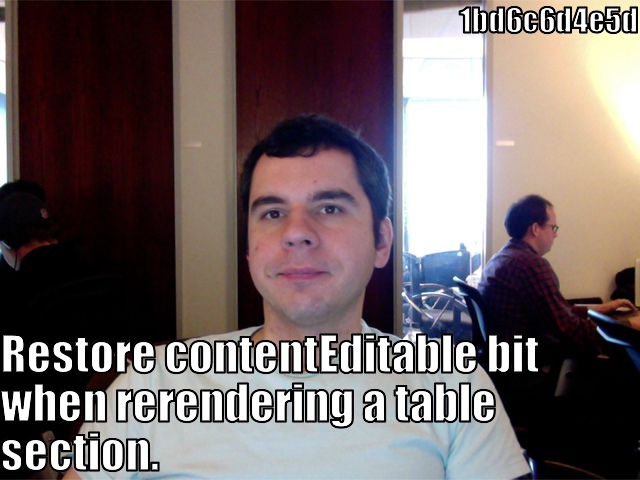 1bd6c6d4e5d
Restore contentEditable bit
when rerendering a table
section.